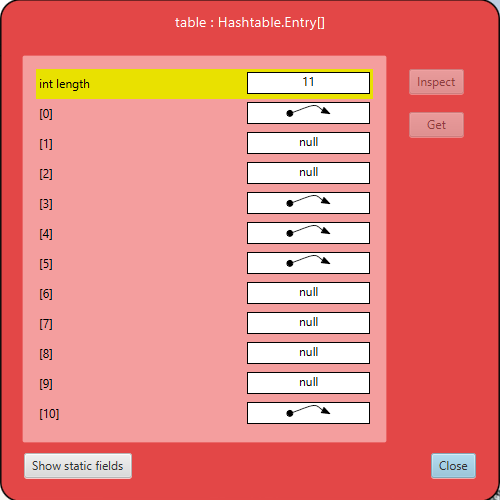 table : Hashtable.Entry[]
int length 11
Inspect
[0]
Get
[1] null
[2] null
[3]
[4]
[5]
[6] null
[7] null
[8] null
[9] null
[10]
Show static fields
Close